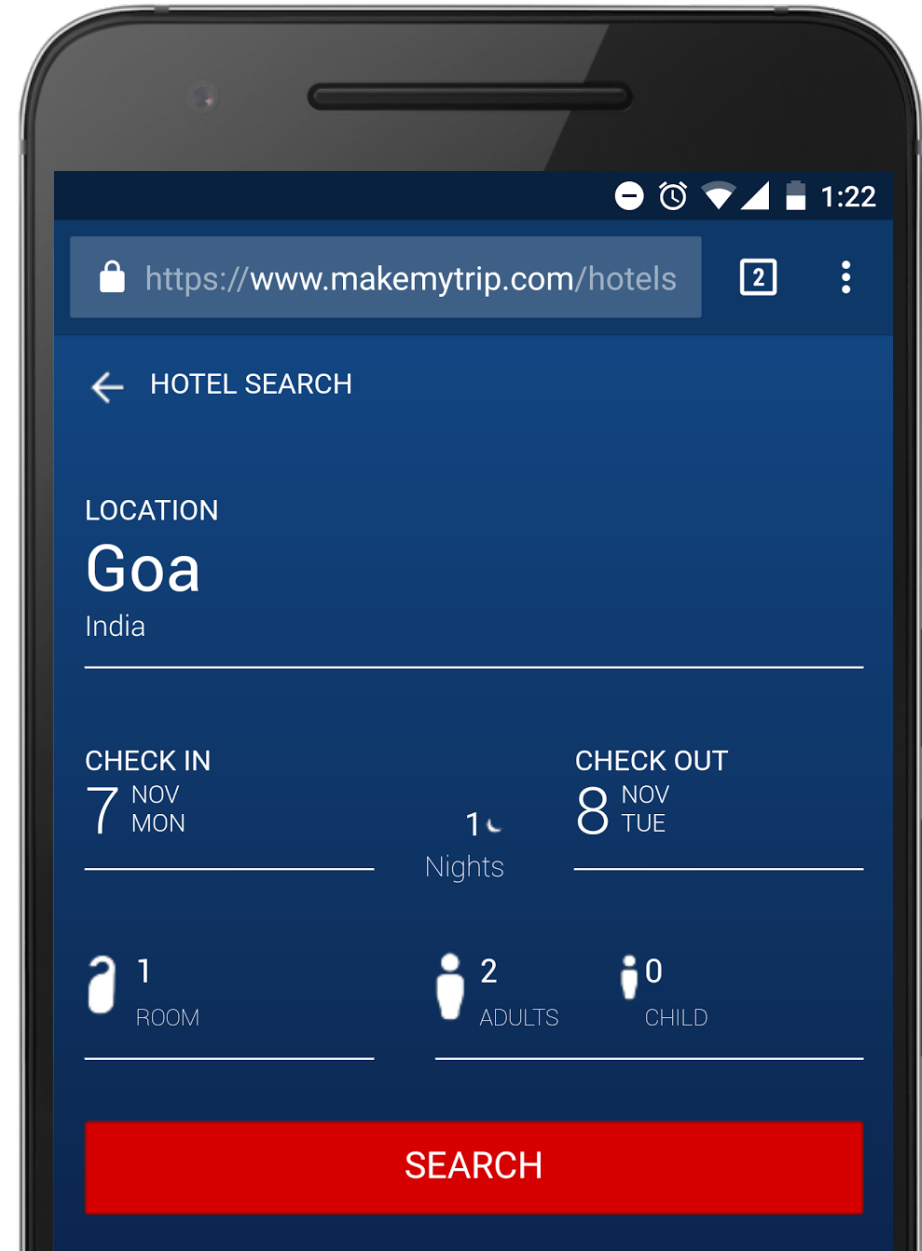 1:22
https://www.makemytrip.com/hotels
2
HOTEL SEARCH
LOCATION
Goa
India
CHECK IN
7 NOV
MON
1
Nights
CHECK OUT
8 NOV
TUE
1
ROOM
2
ADULTS
0
CHILD
SEARCH